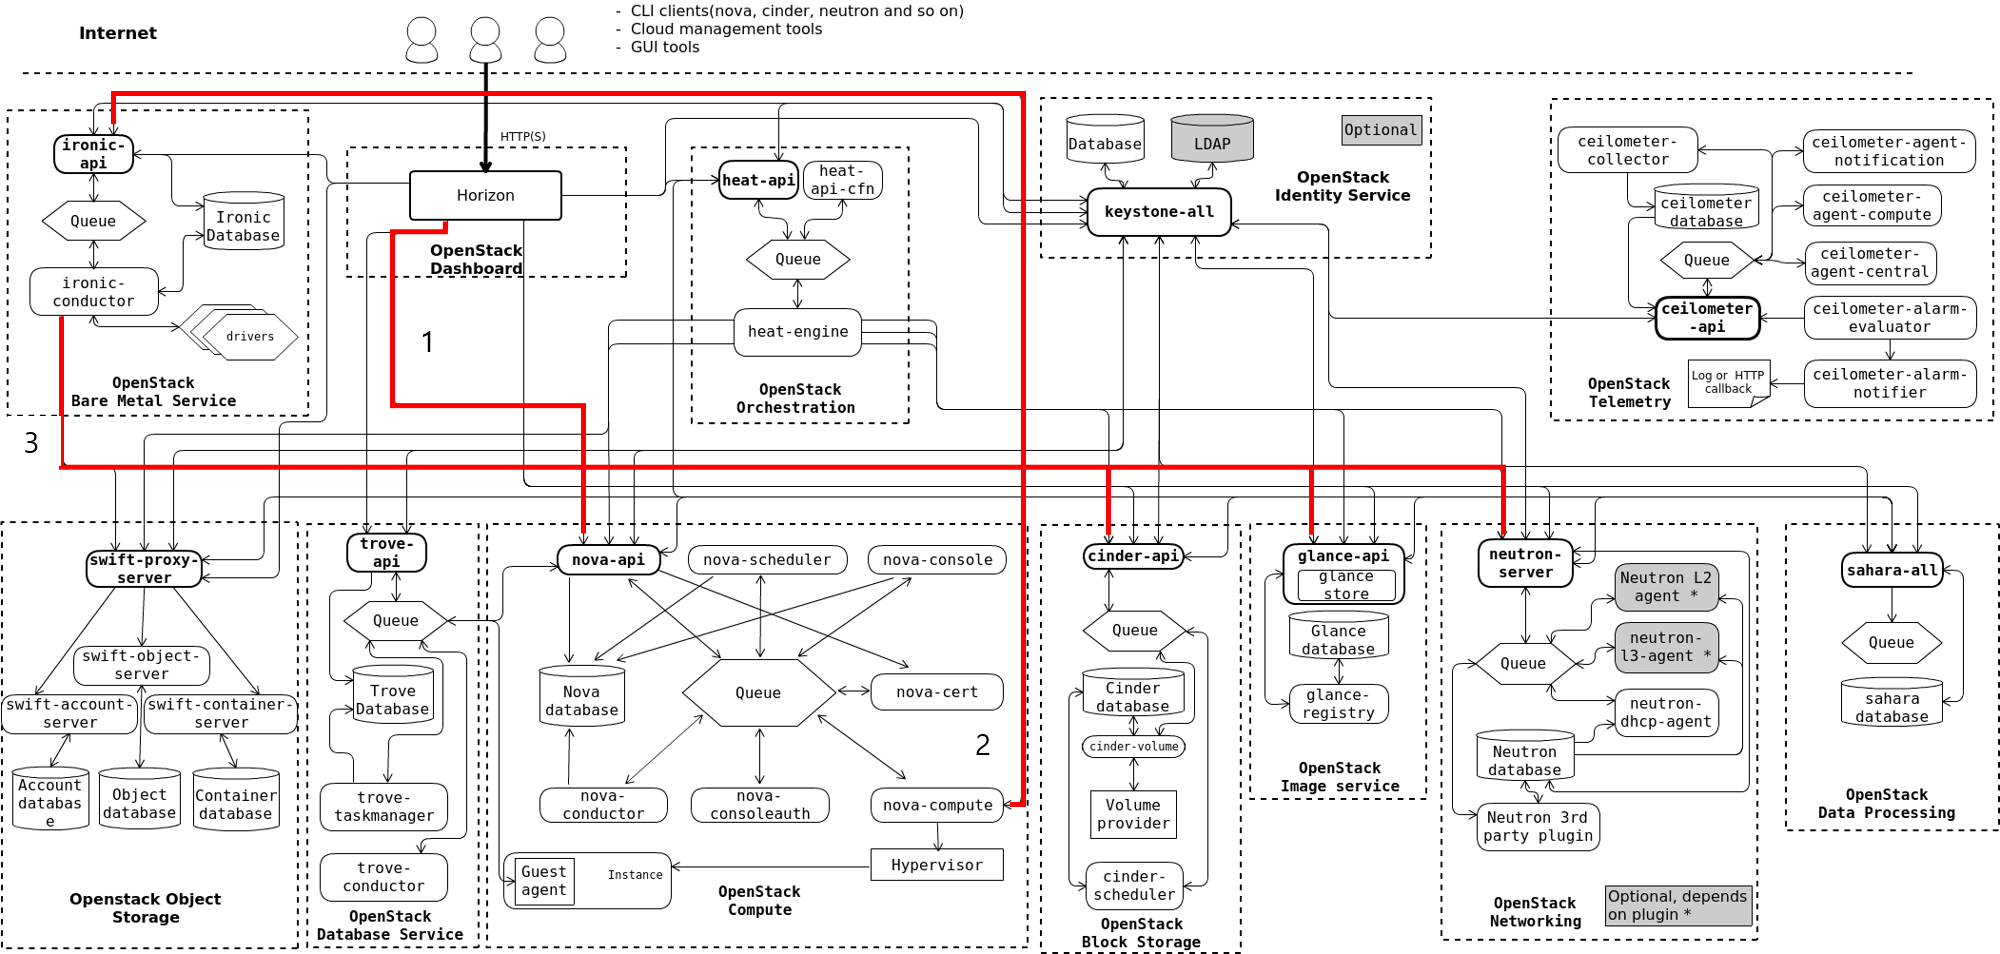 Internet
- CLI clients(nova, cinder, neutron and so on)
- Cloud management tools
- GUI tools
HTTP(S)
ironic-
api
Queue
Ironic
Database
ironic-
conductor
drivers
OpenStack
Bare Metal Service
Horizon
OpenStack
Dashboard
1
heat-api
heat-
api-cfn
Queue
heat-engine
OpenStack
Orchestration
Database
LDAP
Optional
OpenStack
Identity Service
keystone-all
ceilometer-
collector
ceilometer-agent-
notification
ceilometer
database
ceilometer-
agent-compute
Queue
ceilometer-
agent-central
ceilometer
-api
ceilometer-alarm-
evaluator
OpenStack
Telemetry
Log or HTTP
callback
ceilometer-alarm-
notifier
3
swift-proxy-
server
swift-object-
server
swift-account-
server
swift-container-
server
Account
databas
e
Object
database
Container
database
Openstack Object
Storage
trove-
api
Queue
Trove
Database
trove-
taskmanager
trove-
conductor
OpenStack
Database Service
nova-api
nova-scheduler
nova-console
Nova
database
Queue
nova-cert
2
nova-
conductor
nova-
consoleauth
nova-compute
Hypervisor
Guest
agent
Instance
OpenStack
Compute
cinder-api
Queue
Cinder
database
cinder-volume
Volume
provider
cinder-
scheduler
OpenStack
Block Storage
glance-api
glance
store
Glance
database
glance-
registry
OpenStack
Image service
neutron-
server
Neutron L2
agent *
neutron-
l3-agent *
Queue
neutron-
dhcp-agent
Neutron
database
Neutron 3rd
party plugin
OpenStack
Networking
Optional, depends
on plugin *
sahara-all
Queue
sahara
database
OpenStack
Data Processing